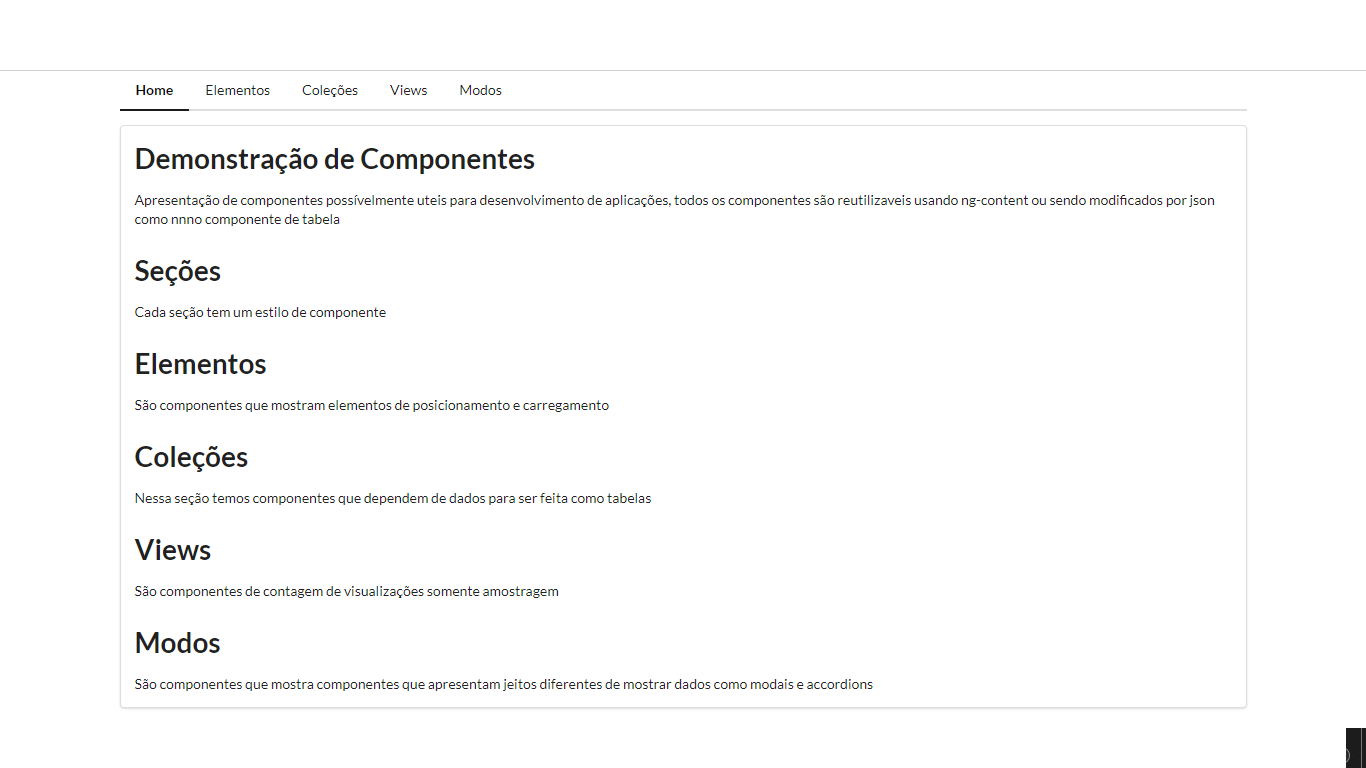 Home Elementos Coleções Views Modos
Demonstração de Componentes
Apresentação de componentes possívelmente uteis para desenvolvimento de aplicações, todos os componentes são reutilizaveis usando ng-content ou sendo modificados por json
como nnno componente de tabela
Seções
Cada seção tem um estilo de componente
Elementos
São componentes que mostram elementos de posicionamento e carregamento
Coleções
Nessa seção temos componentes que dependem de dados para ser feita como tabelas
Views
São componentes de contagem de visualizações somente amostragem
Modos
São componentes que mostra componentes que apresentam jeitos diferentes de mostrar dados como modais e accordions